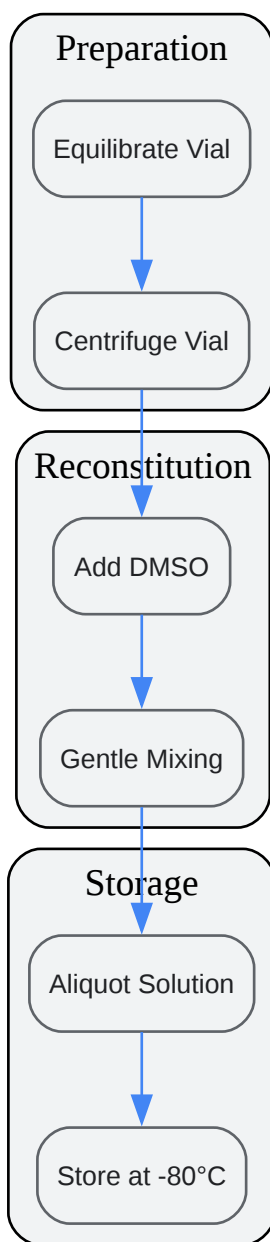 Preparation
Equilibrate Vial
Centrifuge Vial
Reconstitution
Add DMSO
Gentle Mixing
Storage
Aliquot Solution
Store at -80°C